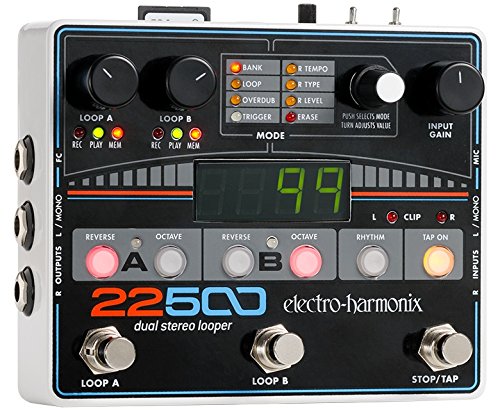 LOOP A
LOOP B
REC PLAY MEM
REC PLAY MEM
BANK
R TEMPO
LOOP
R TYPE
OVERDUB
R LEVEL
TRIGGER
ERASE
MODE
PUSH SELECTS MODE
TURN ADJUSTS VALUE
INPUT
GAIN
FC
MIC
99
L CLIP R
REVERSE
OCTAVE
REVERSE
OCTAVE
RHYTHM
TAP ON
A
B
R OUTPUTS L / MONO
R INPUTS L / MONO
22500
electro-harmonix
dual stereo looper
LOOP A
LOOP B
STOP/TAP